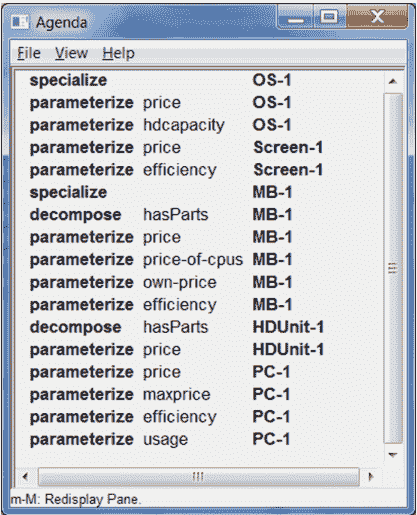 Agenda
File View Help
specialize OS-1
parameterize price OS-1
parameterize hdcapacity OS-1
parameterize price Screen-1
parameterize efficiency Screen-1
specialize MB-1
decompose hasParts MB-1
parameterize price MB-1
parameterize price-of-cpus MB-1
parameterize own-price MB-1
parameterize efficiency MB-1
decompose hasParts HDUnit-1
parameterize price HDUnit-1
parameterize price PC-1
parameterize maxprice PC-1
parameterize efficiency PC-1
parameterize usage PC-1
m-M: Redisplay Pane.